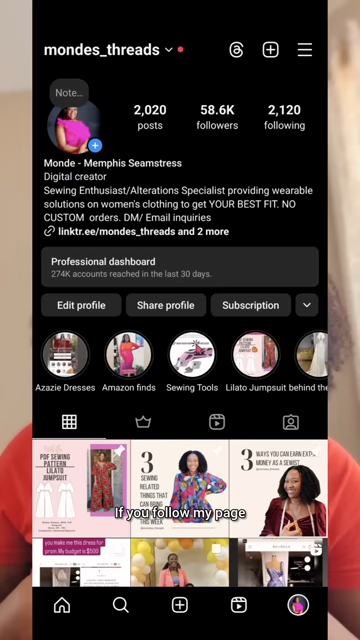 mondes_threads
Note...
2,020
58.6K
2,120
posts
followers
following
Monde - Memphis Seamstress
Digital creator
Sewing Enthusiast/Alterations Specialist providing wearable
solutions on women's clothing to get YOUR BEST FIT. NO
CUSTOM orders. DM/ Email inquiries
linktr.ee/mondes_threads and 2 more
Professional dashboard
274K accounts reached in the last 30 days.
Edit profile
Share profile
Subscription
Azazie Dresses
Amazon finds
Sewing Tools
Lilato Jumpsuit
behind the
PDF SEWING
PATTERN
LILATO
JUMPSUIT
3
SEWING
RELATED
THINGS THAT
CAN BRING
THIS WEEK
3
WAYS YOU CAN EARN
MONEY AS A SEWIST
If you follow my page
you make me this dress for
prom My budget is $500